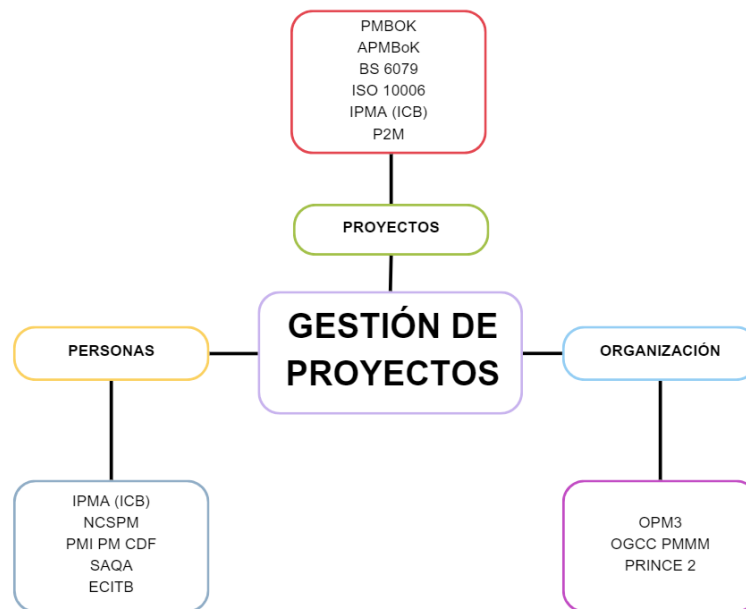 PMBOK
APMBoK
BS 6079
ISO 10006
IPMA (ICB)
P2M
PROYECTOS
GESTIÓN DE
PROYECTOS
PERSONAS
ORGANIZACIÓN
IPMA (ICB)
NCSPM
PMI PM CDF
SAQA
ECITB
OPM3
OGCC PMMM
PRINCE 2